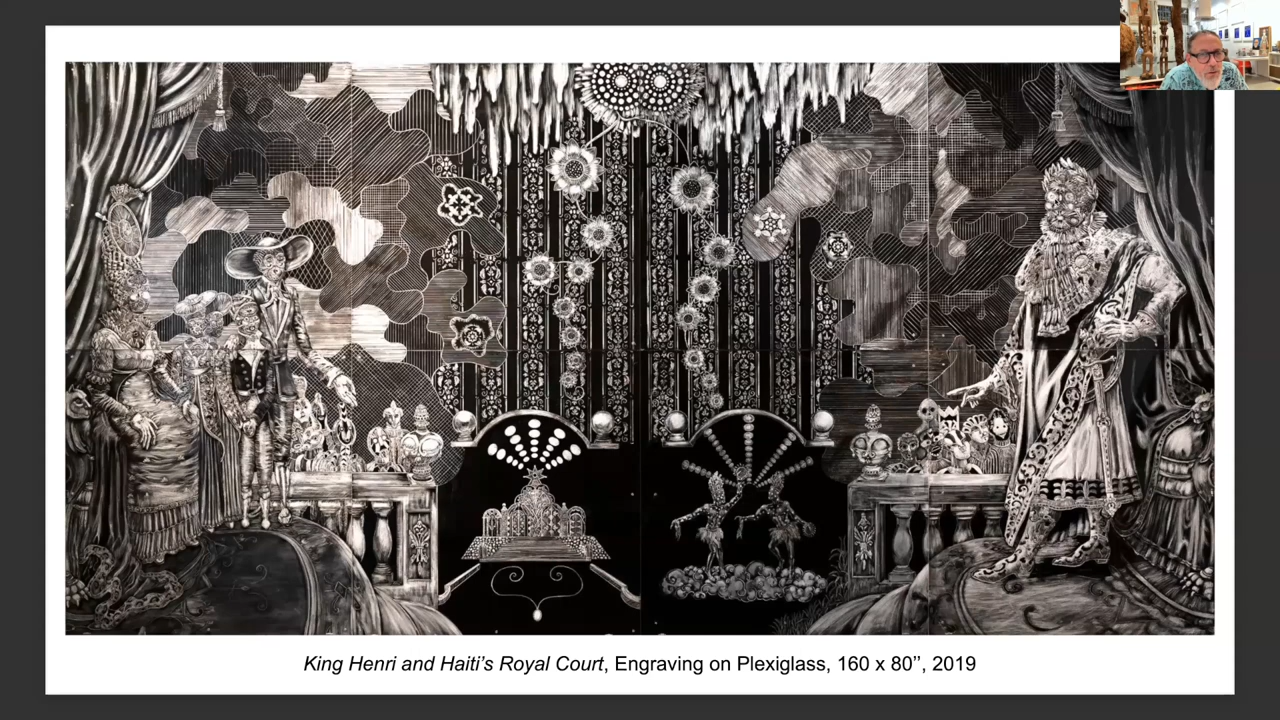 King Henri and Haiti’s Royal Court, Engraving on Plexiglass, 160 x 80’’, 2019